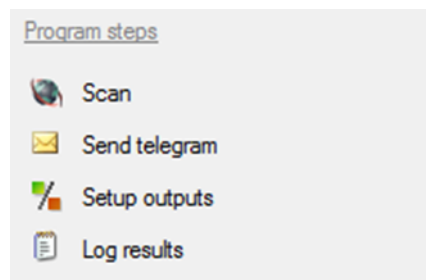 Program steps
Scan
Send telegram
Setup outputs
Log results